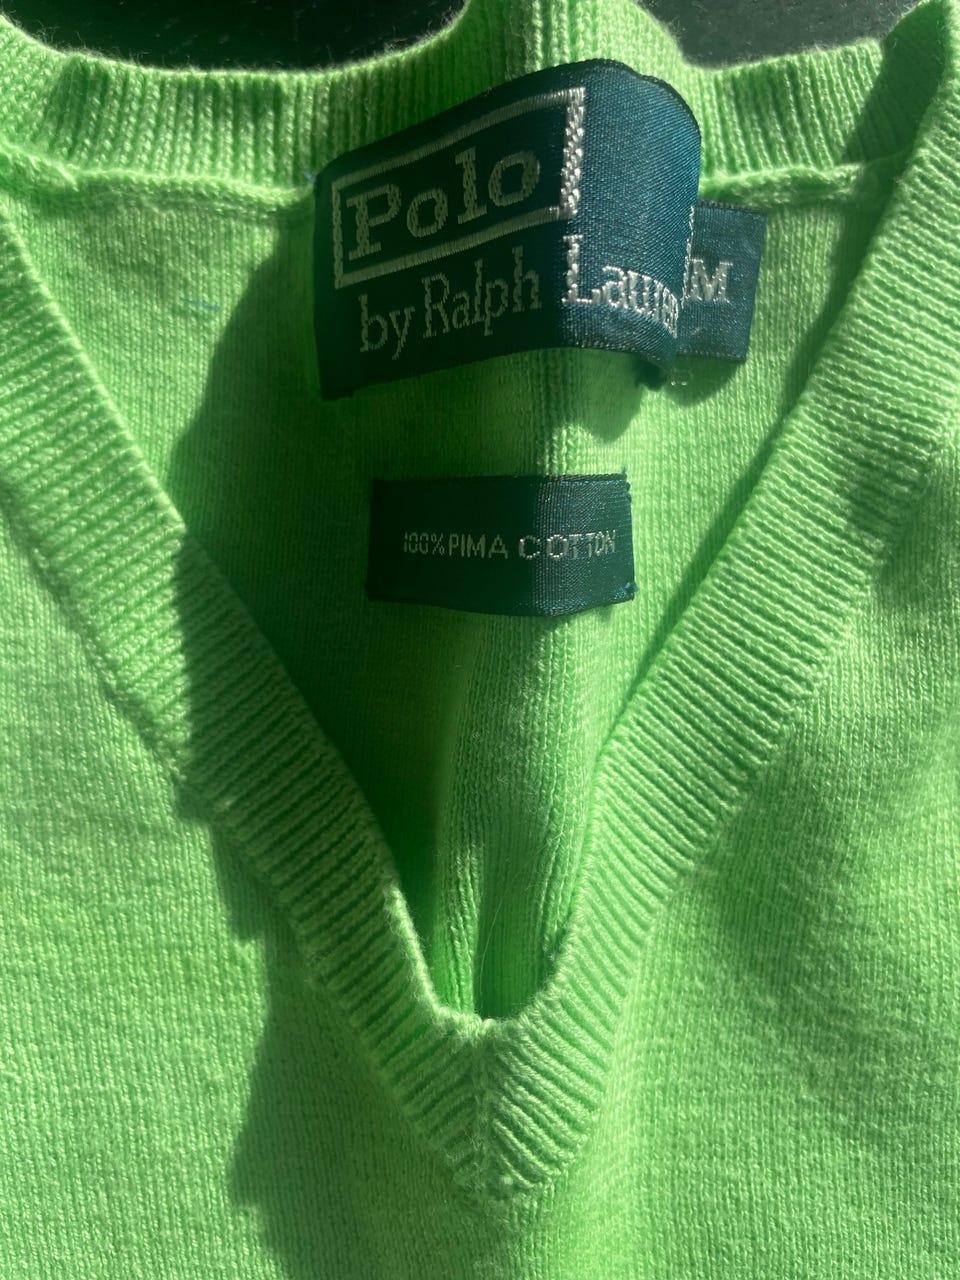 Polo
by Ralph Lauren
M
100% PIMA COTTON